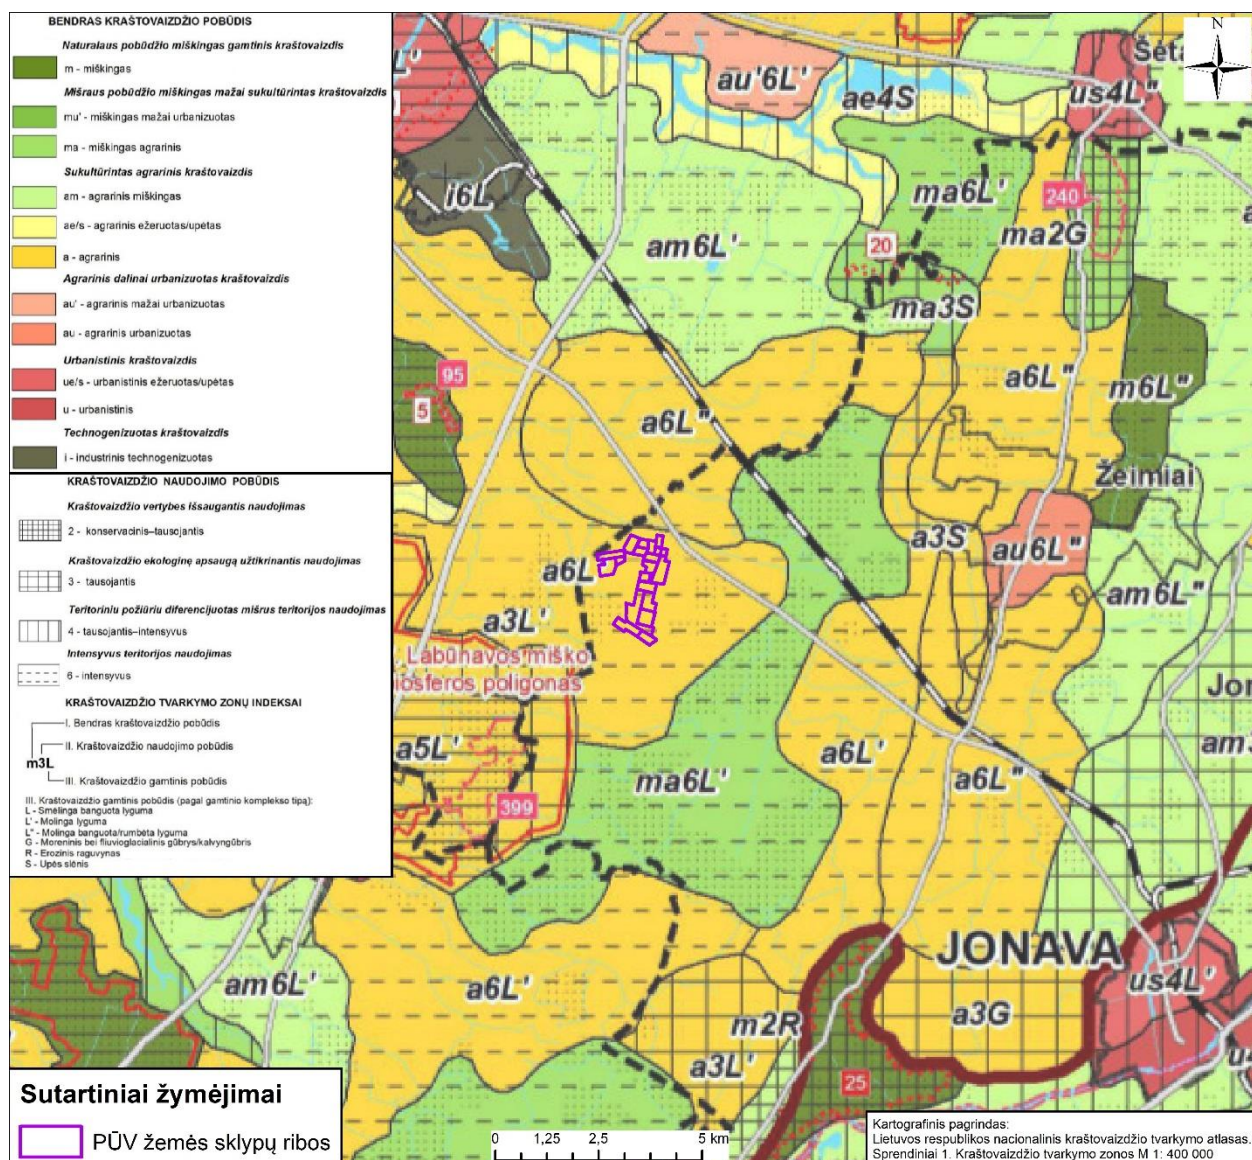 BENDRAS KRAŠTOVAIZDŽIO POBŪDIS
Natūralaus pobūdžio miškingas gamtinis kraštovaizdis
m - miškingas
Mišraus pobūdžio miškingas mažai sukultūrintas kraštovaizdis
mu' - miškingas mažai urbanizuotas
ma - miškingas agrarinis
Sukultūrintas agrarinis kraštovaizdis
am - agrarinis miškingas
ae/s - agrarinis ežeruotas/upėtas
a - agrarinis
Agrarinis dalinai urbanizuotas kraštovaizdis
au' - agrarinis mažai urbanizuotas
au - agrarinis urbanizuotas
Urbanistinis kraštovaizdis
ue/s - urbanistinis ežeruotas/upėtas
u - urbanistinis
Technogenizuotas kraštovaizdis
i - industrinis technogenizuotas
KRAŠTOVAIZDŽIO NAUDOJIMO POBŪDIS
Kraštovaizdžio vertybes išsaugantis naudojimas
2 - konservacinis–tausojantis
Kraštovaizdžio ekologinę apsaugą užtikrinantis naudojimas
3 - tausojantis
Teritoriniu požiūriu diferencijuotas mišrus teritorijos naudojimas
4 - tausojantis–intensyvus
Intensyvus teritorijos naudojimas
6 - intensyvus
KRAŠTOVAIZDŽIO TVARKYMO ZONŲ INDEKSAI
I. Bendras kraštovaizdžio pobūdis
II. Kraštovaizdžio naudojimo pobūdis
m3L
III. Kraštovaizdžio gamtinis pobūdis
III. Kraštovaizdžio gamtinis pobūdis (pagal gamtinio komplekso tipą):
L - Smėlinga banguota lyguma
L' - Molinga lyguma
L" - Molinga banguota/rumbėta lyguma
G - Moreninis bei fliuvioglacialinis gūbrys/kalvyngūbris
R - Erozinis raguvynas
S - Upės slėnis
N
L'
au'6L'
ae4S
Šėta
us4L"
i6L
am6L'
ma6L'
240
ma2G
20
ma3S
a
95
5
a6L"
a6L"
m6L"
Žeimiai
a3S
au6L"
am6L"
a6L
a3L'
Labūnavos miško
iosferos poligonas
Jon
a5L'
399
ma6L'
a6L'
a6L"
am
JONAVA
am6L'
a6L'
m2R
a3G
us4L'
a3L'
25
u
Sutartiniai žymėjimai
PŪV žemės sklypų ribos
0 1,25 2,5 5 km
Kartografinis pagrindas:
Lietuvos respublikos nacionalinis kraštovaizdžio tvarkymo atlasas.
Sprendiniai 1. Kraštovaizdžio tvarkymo zonos M 1: 400 000